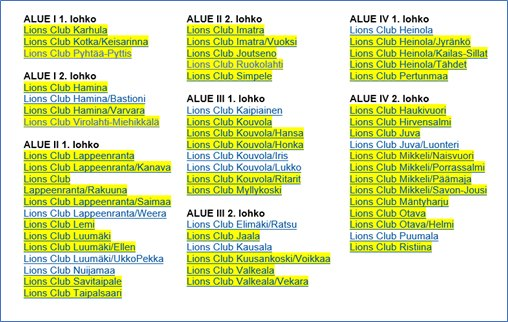 ALUE I 1. lohko
Lions Club Karhula
Lions Club Kotka/Keisarinna
Lions Club Pyhtää-Pyttis
ALUE I 2. lohko
Lions Club Hamina
Lions Club Hamina/Bastioni
Lions Club Hamina/Varvara
Lions Club Virolahti-Miehikkälä
ALUE II 1. lohko
Lions Club Lappeenranta
Lions Club Lappeenranta/Kanava
Lions Club
Lappeenranta/Rakuuna
Lions Club Lappeenranta/Saimaa
Lions Club Lappeenranta/Weera
Lions Club Lemi
Lions Club Luumäki
Lions Club Luumäki/Ellen
Lions Club Luumäki/UkkoPekka
Lions Club Nuijamaa
Lions Club Savitaipale
Lions Club Taipalsaari
ALUE II 2. lohko
Lions Club Imatra
Lions Club Imatra/Vuoksi
Lions Club Joutseno
Lions Club Ruokolahti
Lions Club Simpele
ALUE III 1. lohko
Lions Club Kaipiainen
Lions Club Kouvola
Lions Club Kouvola/Hansa
Lions Club Kouvola/Honka
Lions Club Kouvola/Iris
Lions Club Kouvola/Lukko
Lions Club Kouvola/Ritarit
Lions Club Myllykoski
ALUE III 2. lohko
Lions Club Elimäki/Ratsu
Lions Club Jaala
Lions Club Kausala
Lions Club Kuusankoski/Voikkaa
Lions Club Valkeala
Lions Club Valkeala/Vekara
ALUE IV 1. lohko
Lions Club Heinola
Lions Club Heinola/Jyränkö
Lions Club Heinola/Kailas-Sillat
Lions Club Heinola/Tähdet
Lions Club Pertunmaa
ALUE IV 2. lohko
Lions Club Haukivuori
Lions Club Hirvensalmi
Lions Club Juva
Lions Club Juva/Luonteri
Lions Club Mikkeli/Naisvuori
Lions Club Mikkeli/Porrassalmi
Lions Club Mikkeli/Päämaja
Lions Club Mikkeli/Savon-Jousi
Lions Club Mäntyharju
Lions Club Otava
Lions Club Otava/Helmi
Lions Club Puumala
Lions Club Ristiina